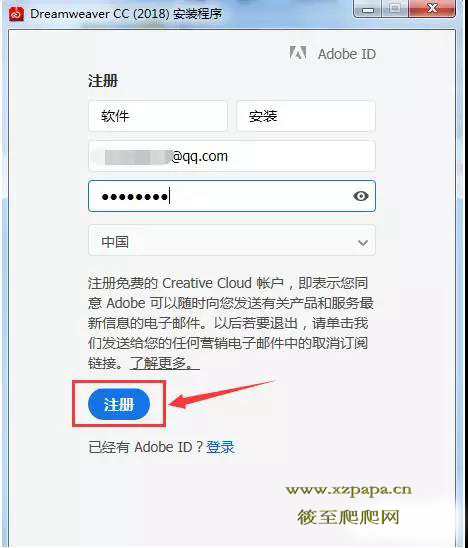 Dreamweaver CC (2018) 安装程序
Adobe ID
注册
软件 安装
@qq.com
●●●●●●●●
中国
注册免费的 Creative Cloud 帐户，即表示您同
意 Adobe 可以随时向您发送有关产品和服务最
新信息的电子邮件。以后若要退出，请单击我
们发送给您的任何营销电子邮件中的取消订阅
链接。了解更多。
注册
已经有 Adobe ID？登录
www.xzpapa.cn
筱至爬爬网